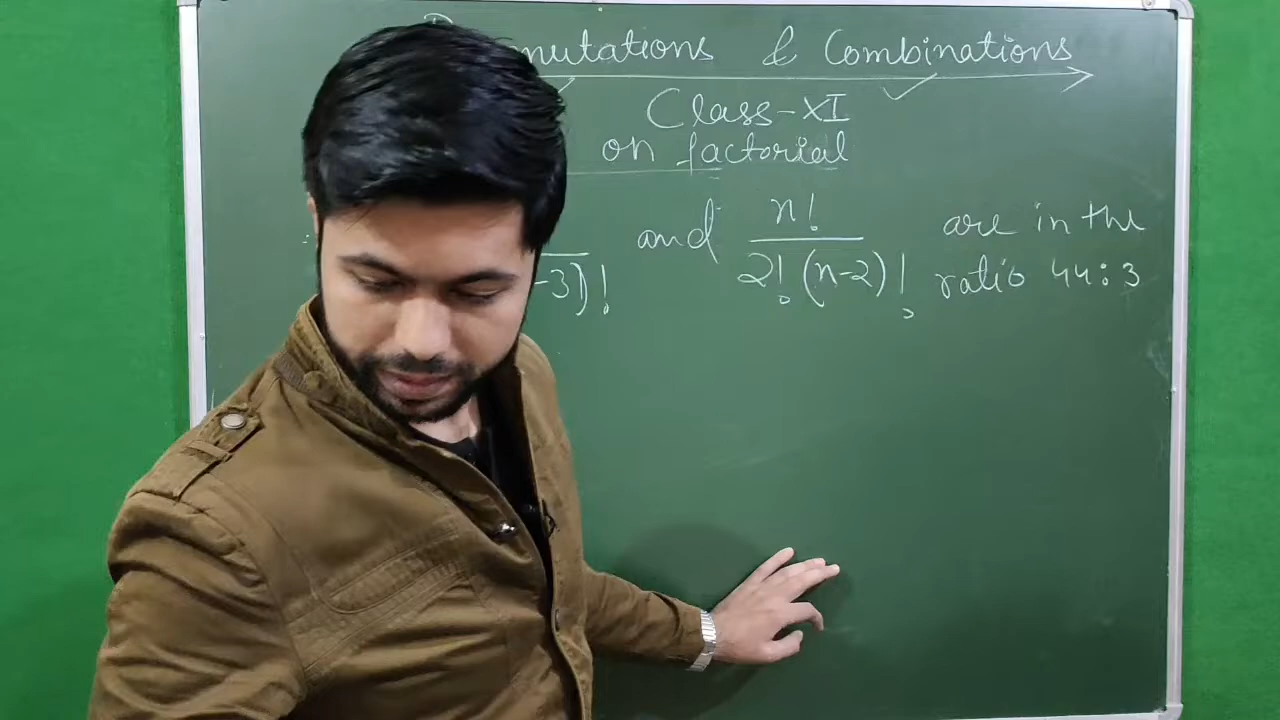 mutations & Combinations
Class-XI
on factorial
-3)! and n! / 2!(n-2)! are in the
ratio 44:3